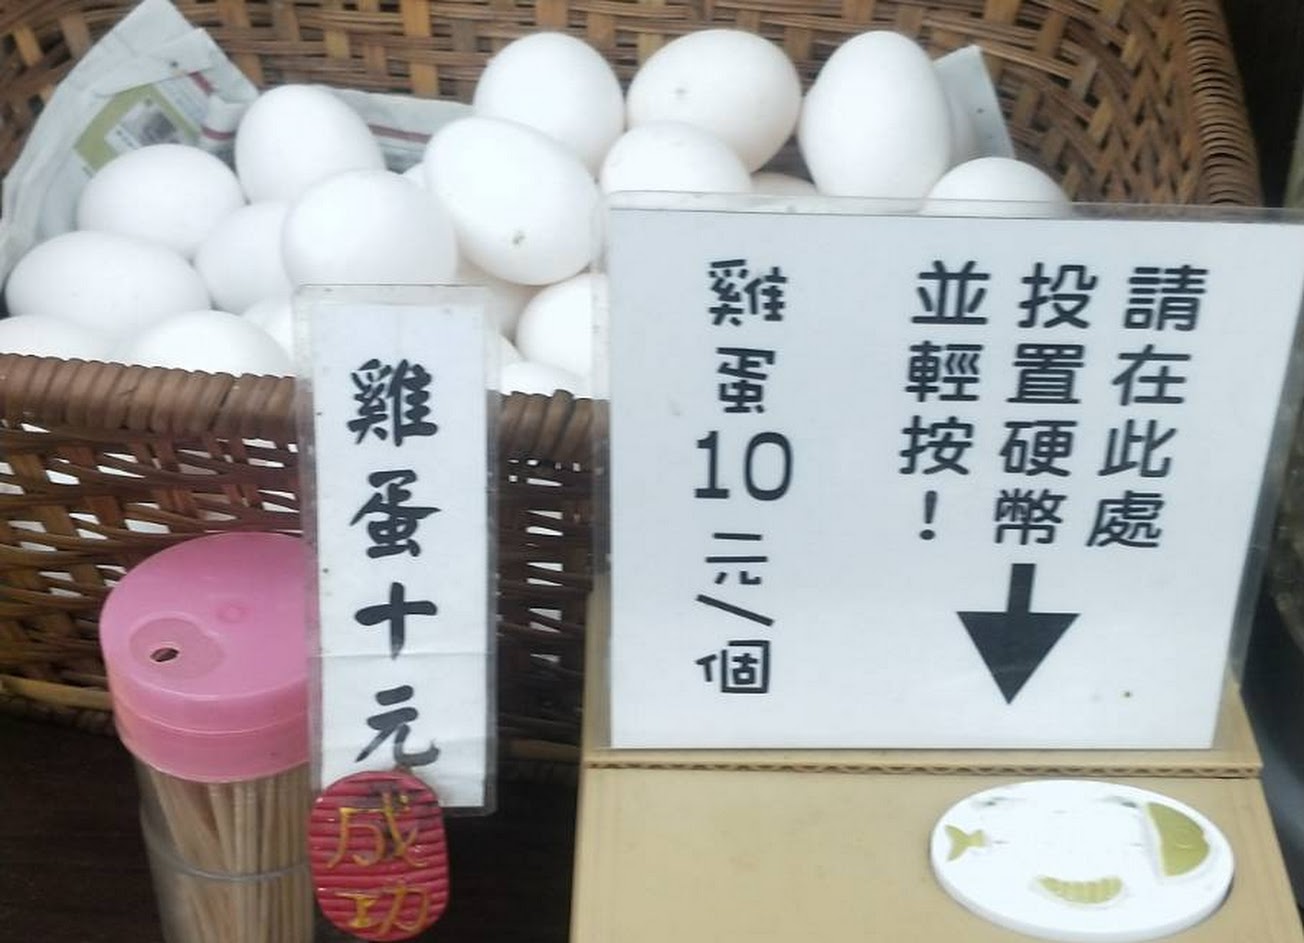 請在此處
投置硬幣
並輕按！
雞蛋10元/個
雞蛋十元
成功